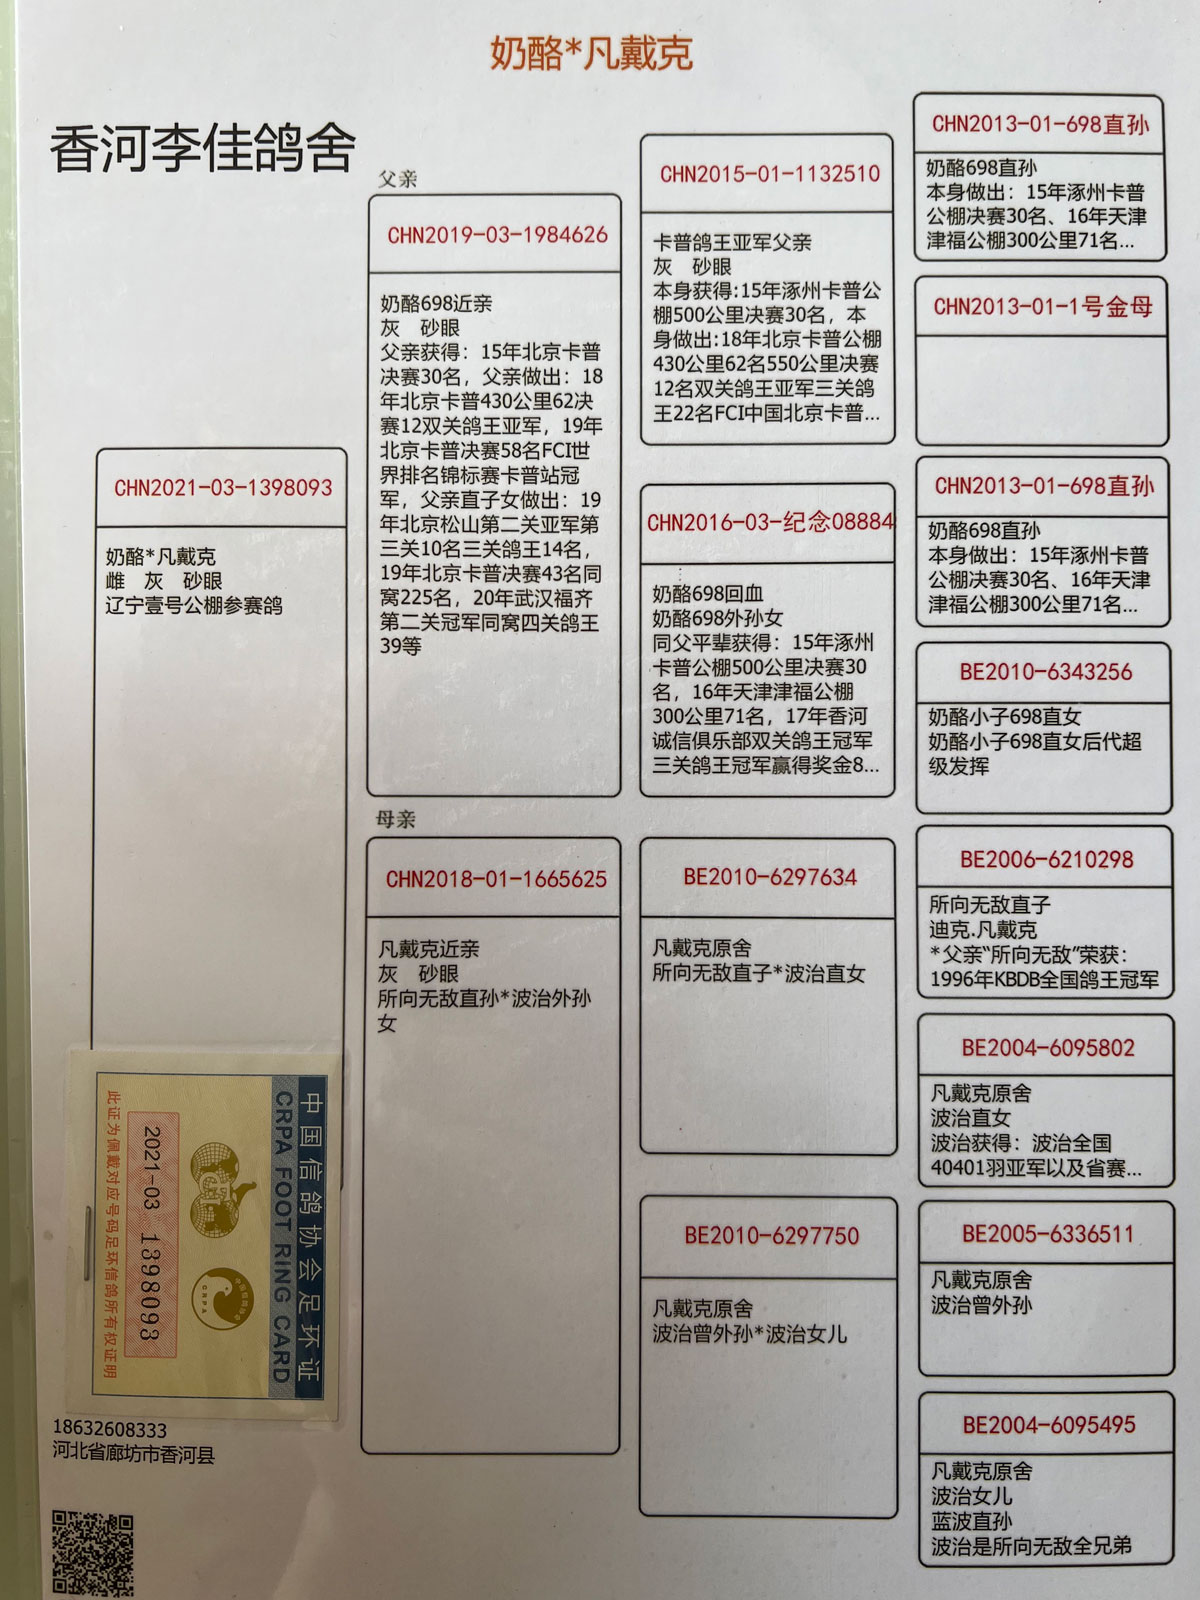 奶酪*凡戴克
香河李佳鸽舍
CHN2021-03-1398093
奶酪*凡戴克
雌 灰 砂眼
辽宁壹号公棚参赛鸽
父亲
CHN2019-03-1984626
奶酪698近亲
灰 砂眼
父亲获得：15年北京卡普
决赛30名，父亲做出：18
年北京卡普430公里62决
赛12双关鸽王亚军，19年
北京卡普决赛58名FCI世
界排名锦标赛卡普站冠
军，父亲直子女做出：19
年北京松山第二关亚军第
三关10名三关鸽王14名，
19年北京卡普决赛43名同
窝225名，20年武汉福齐
第二关冠军同窝四关鸽王
39等
母亲
CHN2018-01-1665625
凡戴克近亲
灰 砂眼
所向无敌直孙*波治外孙
女
CHN2015-01-1132510
卡普鸽王亚军父亲
灰 砂眼
本身获得:15年涿州卡普公
棚500公里决赛30名，本
身做出:18年北京卡普公棚
430公里62名550公里决赛
12名双关鸽王亚军三关鸽
王22名FCI中国北京卡普...
CHN2016-03-纪念08884
奶酪698回血
奶酪698外孙女
同父平辈获得：15年涿州
卡普公棚500公里决赛30
名，16年天津津福公棚
300公里71名，17年香河
诚信俱乐部双关鸽王冠军
三关鸽王冠军赢得奖金8...
BE2010-6297634
凡戴克原舍
所向无敌直子*波治直女
BE2010-6297750
凡戴克原舍
波治曾外孙*波治女儿
CHN2013-01-698直孙
奶酪698直孙
本身做出：15年涿州卡普
公棚决赛30名、16年天津
津福公棚300公里71名...
CHN2013-01-1号金母
CHN2013-01-698直孙
奶酪698直孙
本身做出：15年涿州卡普
公棚决赛30名、16年天津
津福公棚300公里71名...
BE2010-6343256
奶酪小子698直女
奶酪小子698直女后代超
级发挥
BE2006-6210298
所向无敌直子
迪克.凡戴克
*父亲“所向无敌”荣获：
1996年KBDB全国鸽王冠军
BE2004-6095802
凡戴克原舍
波治直女
波治获得：波治全国
40401羽亚军以及省赛...
BE2005-6336511
凡戴克原舍
波治曾外孙
BE2004-6095495
凡戴克原舍
波治女儿
蓝波直孙
波治是所向无敌全兄弟
中国信鸽协会足环证
CRPA FOOT RING CARD
CRPA
2021-03 1398093
此证为佩戴对应号码足环信鸽所有权证明
18632608333
河北省廊坊市香河县